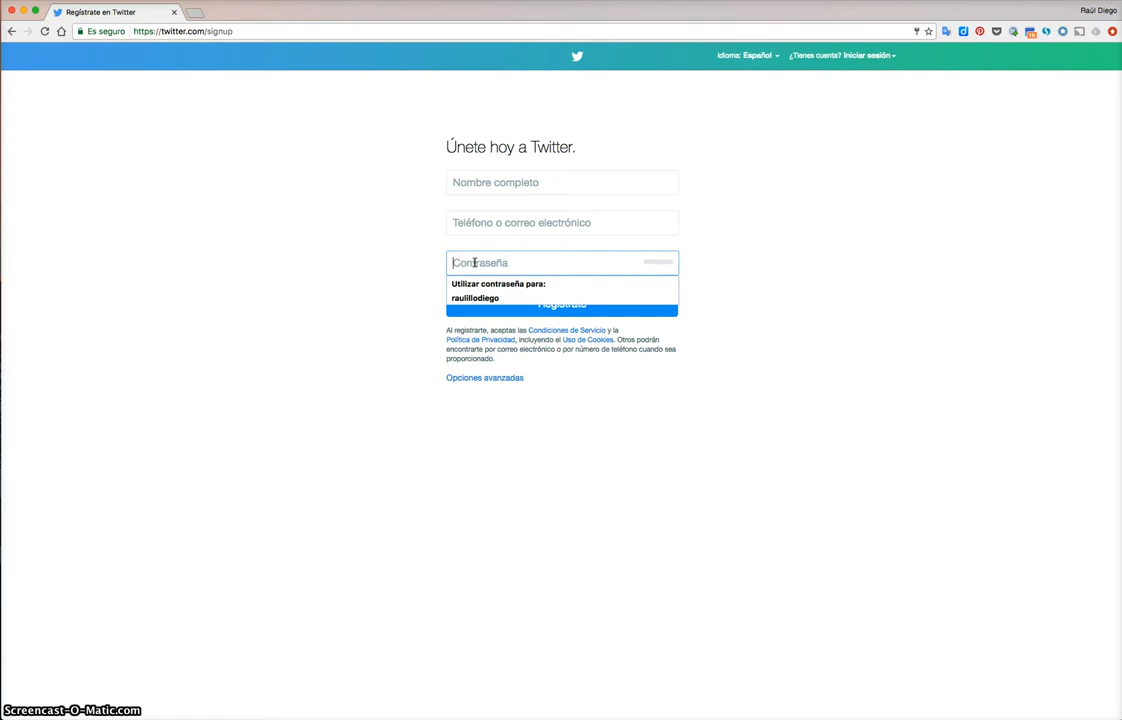 Regístrate en Twitter
Raúl Diego
Es seguro
https://twitter.com/signup
Idioma: Español
¿Tienes cuenta? Iniciar sesión
Únete hoy a Twitter.
Nombre completo
Teléfono o correo electrónico
Contraseña
Utilizar contraseña para:
raulillodiego
Regístrate
Al registrarte, aceptas las Condiciones de Servicio y la
Política de Privacidad, incluyendo el Uso de Cookies. Otros podrán
encontrarte por correo electrónico o por número de teléfono cuando sea
proporcionado.
Opciones avanzadas
Screencast-O-Matic.com